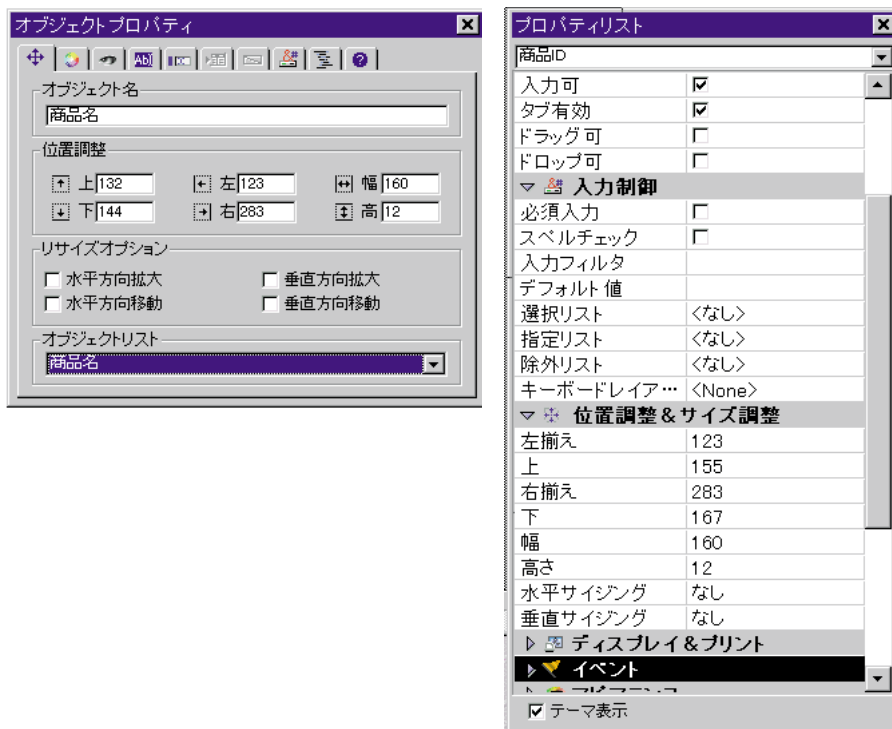 オブジェクトプロパティ
オブジェクト名
商品名
位置調整
上 132 左 123 幅 160
下 144 右 283 高 12
リサイズオプション
水平方向拡大 垂直方向拡大
水平方向移動 垂直方向移動
オブジェクトリスト
商品名
プロパティリスト
商品ID
入力可
タブ有効
ドラッグ可
ドロップ可
入力制御
必須入力
スペルチェック
入力フィルタ
デフォルト値
選択リスト <なし>
指定リスト <なし>
除外リスト <なし>
キーボードレイア… <None>
位置調整&サイズ調整
左揃え 123
上 155
右揃え 283
下 167
幅 160
高さ 12
水平サイジング なし
垂直サイジング なし
ディスプレイ&プリント
イベント
テーマ表示